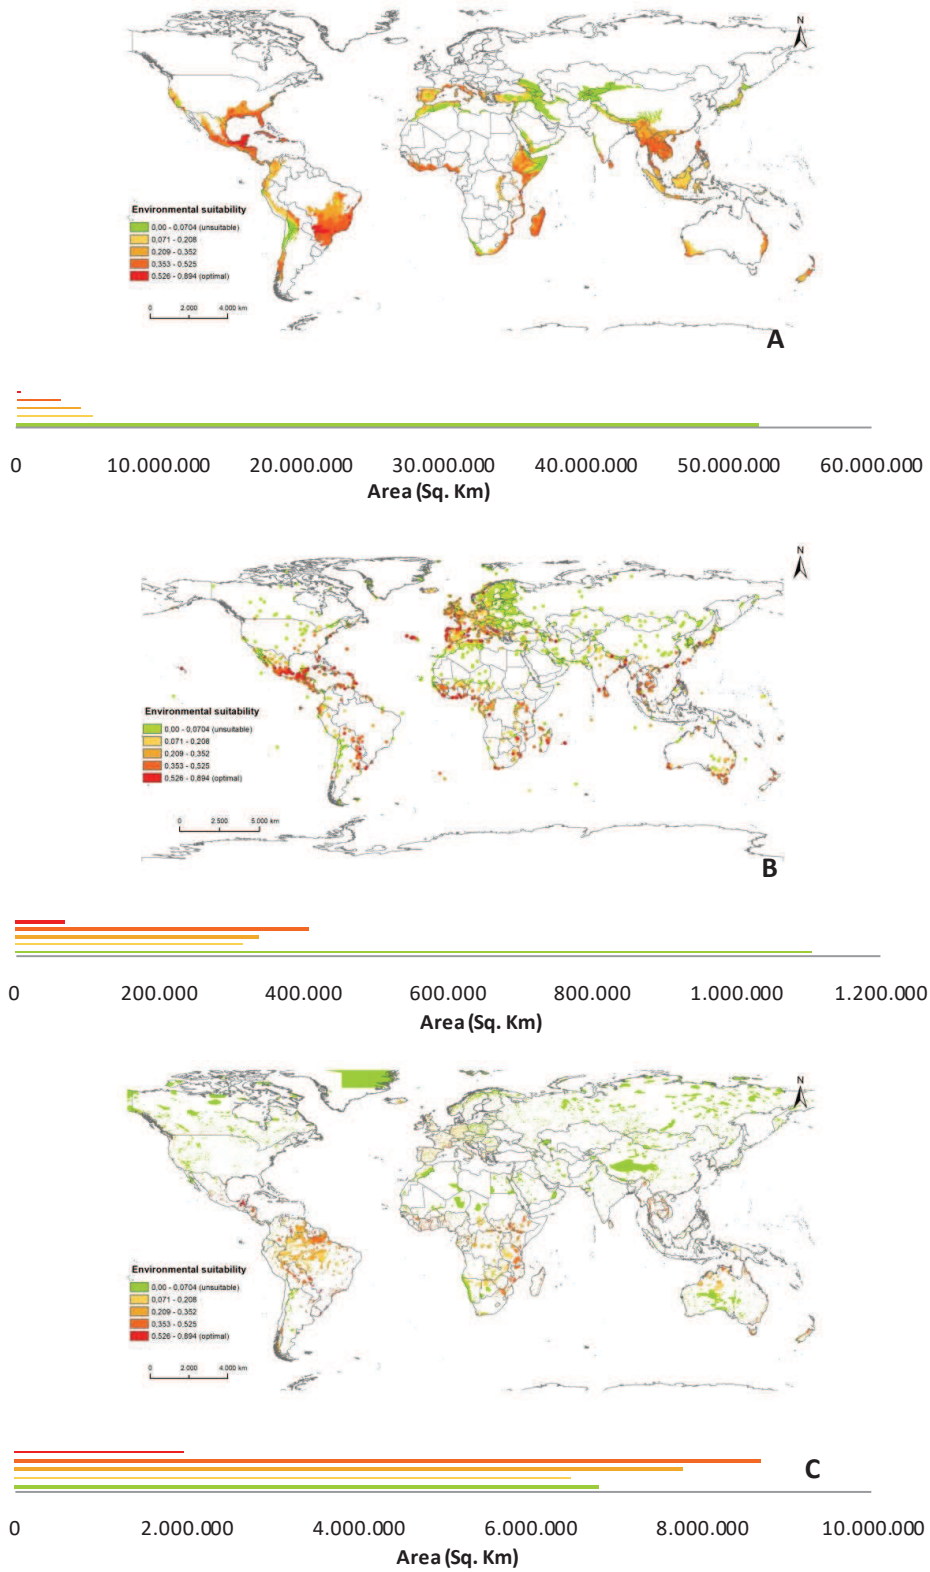 N
Environmental suitability
0,00 - 0,0704 (unsuitable)
0,071 - 0,208
0,209 - 0,352
0,353 - 0,525
0,526 - 0,894 (optimal)
0 2.000 4.000 km
A
0 10.000.000 20.000.000 30.000.000 40.000.000 50.000.000 60.000.000
Area (Sq. Km)
N
Environmental suitability
0,00 - 0,0704 (unsuitable)
0,071 - 0,208
0,209 - 0,352
0,353 - 0,525
0,526 - 0,894 (optimal)
0 2.500 5.000 km
B
0 200.000 400.000 600.000 800.000 1.000.000 1.200.000
Area (Sq. Km)
N
Environmental suitability
0,00 - 0,0704 (unsuitable)
0,071 - 0,208
0,209 - 0,352
0,353 - 0,525
0,526 - 0,894 (optimal)
0 2.000 4.000 km
C
0 2.000.000 4.000.000 6.000.000 8.000.000 10.000.000
Area (Sq. Km)